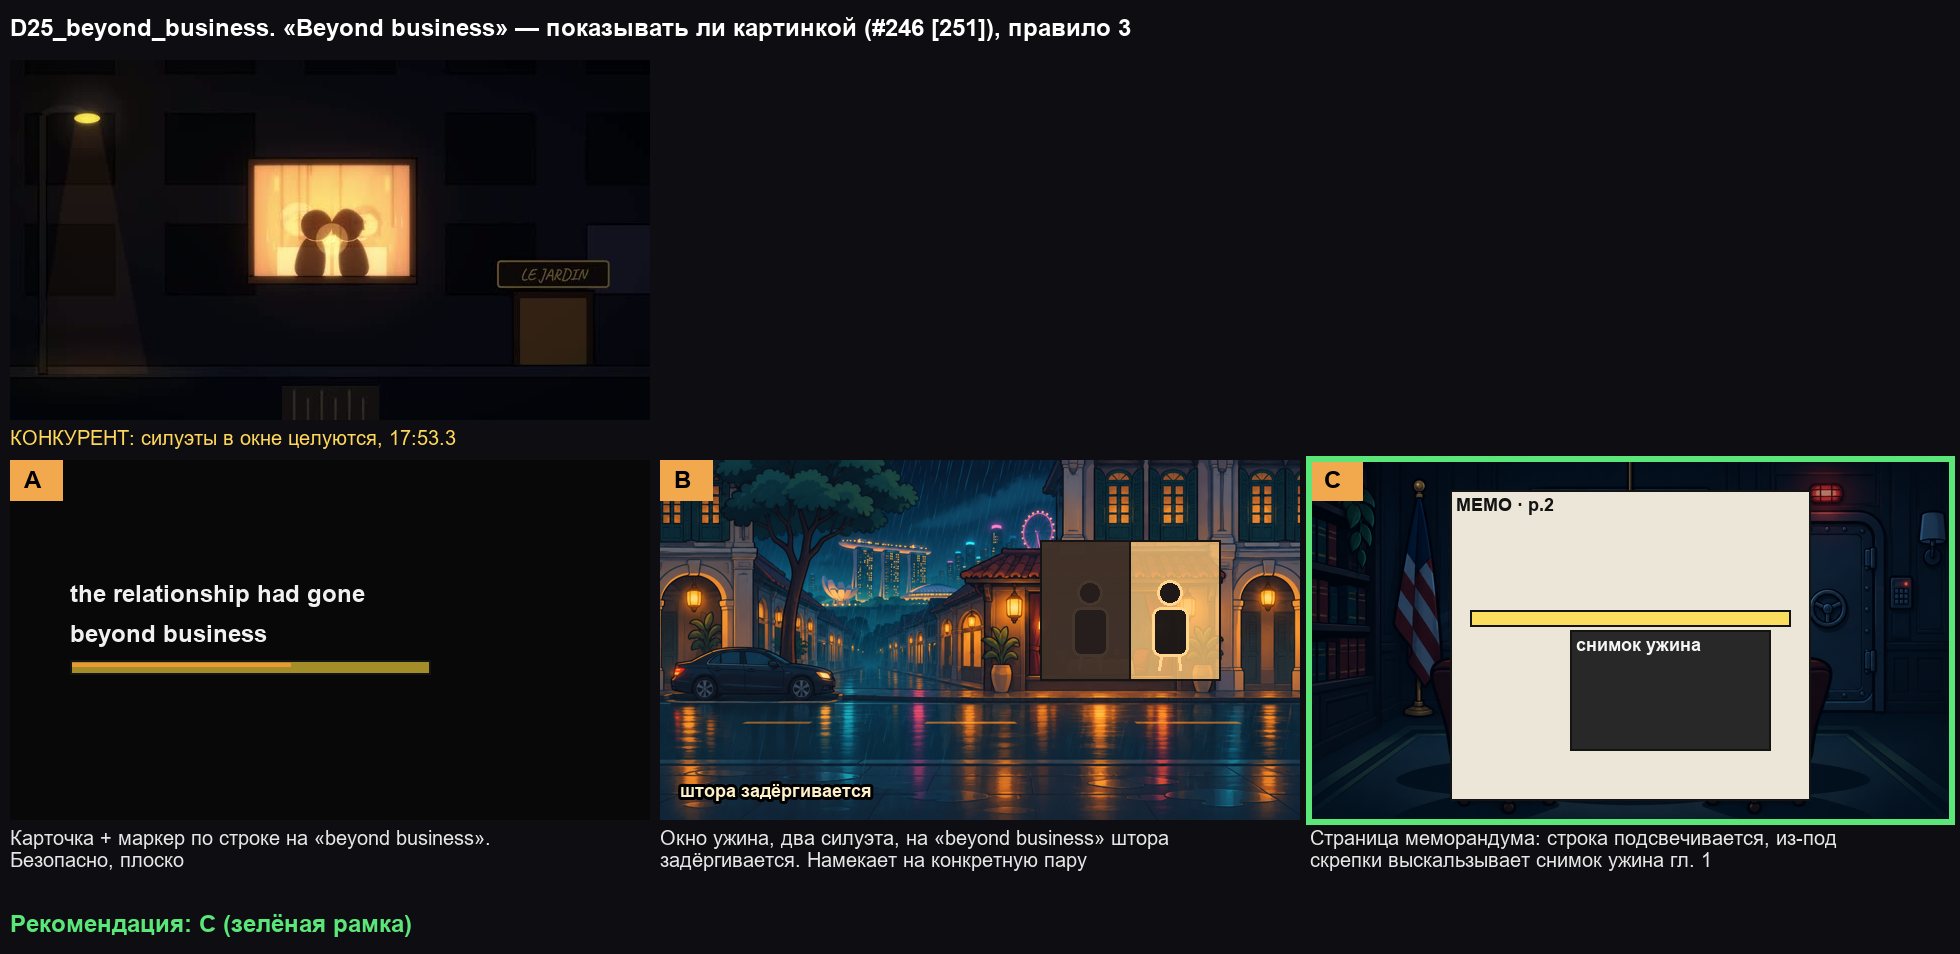 D25_beyond_business. «Beyond business» — показывать ли картинкой (#246 [251]), правило 3
LE JARDIN
КОНКУРЕНТ: силуэты в окне целуются, 17:53.3
A
the relationship had gone
beyond business
Карточка + маркер по строке на «beyond business».
Безопасно, плоско
B
штора задёргивается
Окно ужина, два силуэта, на «beyond business» штора
задёргивается. Намекает на конкретную пару
C
МЕМО · p.2
снимок ужина
Страница меморандума: строка подсвечивается, из-под
скрепки выскальзывает снимок ужина гл. 1
Рекомендация: C (зелёная рамка)